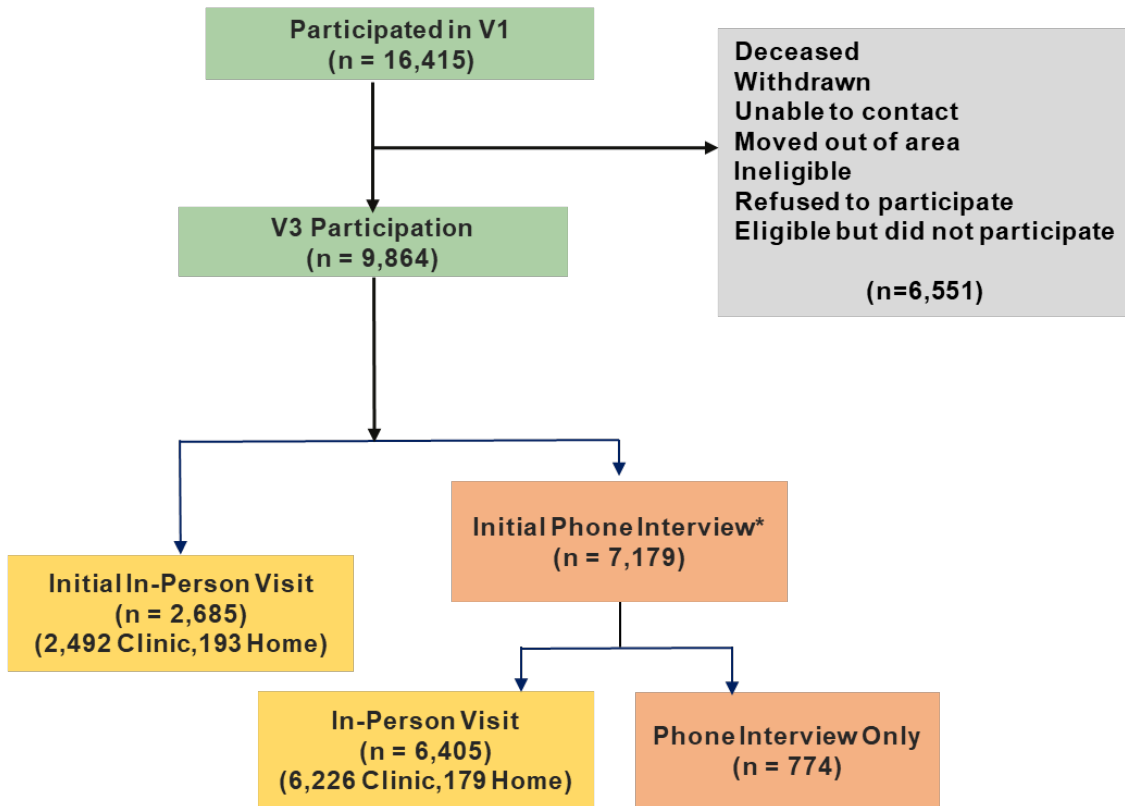 Participated in V1
(n = 16,415)
Deceased
Withdrawn
Unable to contact
Moved out of area
Ineligible
Refused to participate
Eligible but did not participate
(n=6,551)
V3 Participation
(n = 9,864)
Initial Phone Interview*
(n = 7,179)
Initial In-Person Visit
(n = 2,685)
(2,492 Clinic,193 Home)
In-Person Visit
(n = 6,405)
(6,226 Clinic,179 Home)
Phone Interview Only
(n = 774)